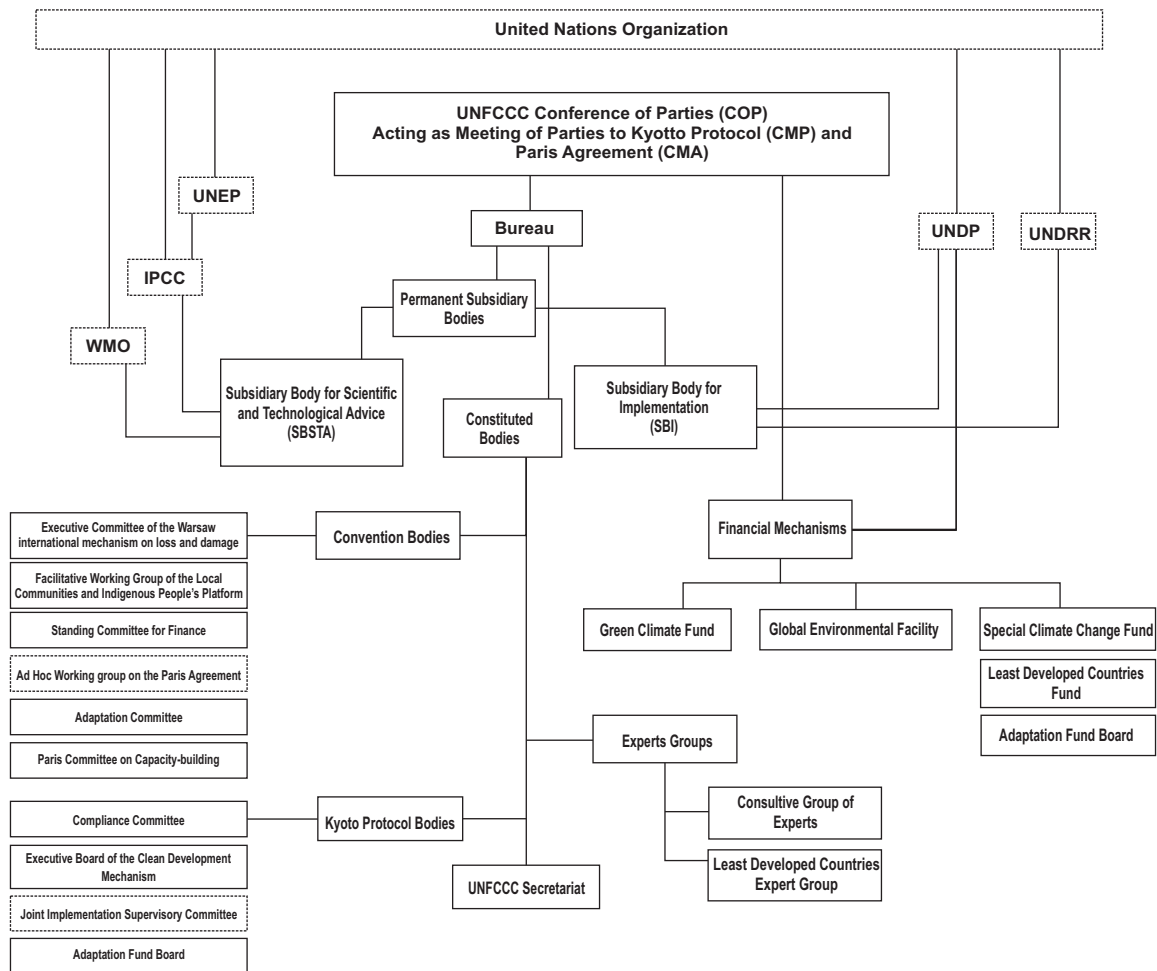 United Nations Organization
UNFCCC Conference of Parties (COP)
Acting as Meeting of Parties to Kyotto Protocol (CMP) and
Paris Agreement (CMA)
UNEP
Bureau
UNDP
UNDRR
IPCC
Permanent Subsidiary
Bodies
WMO
Subsidiary Body for Scientific
and Technological Advice
(SBSTA)
Subsidiary Body for
Implementation
(SBI)
Constituted
Bodies
Executive Committee of the Warsaw
international mechanism on loss and damage
Convention Bodies
Financial Mechanisms
Facilitative Working Group of the Local
Communities and Indigenous People's Platform
Standing Committee for Finance
Green Climate Fund
Global Environmental Facility
Special Climate Change Fund
Ad Hoc Working group on the Paris Agreement
Least Developed Countries
Fund
Adaptation Committee
Adaptation Fund Board
Paris Committee on Capacity-building
Experts Groups
Compliance Committee
Kyoto Protocol Bodies
Consultive Group of
Experts
Executive Board of the Clean Development
Mechanism
UNFCCC Secretariat
Least Developed Countries
Expert Group
Joint Implementation Supervisory Committee
Adaptation Fund Board